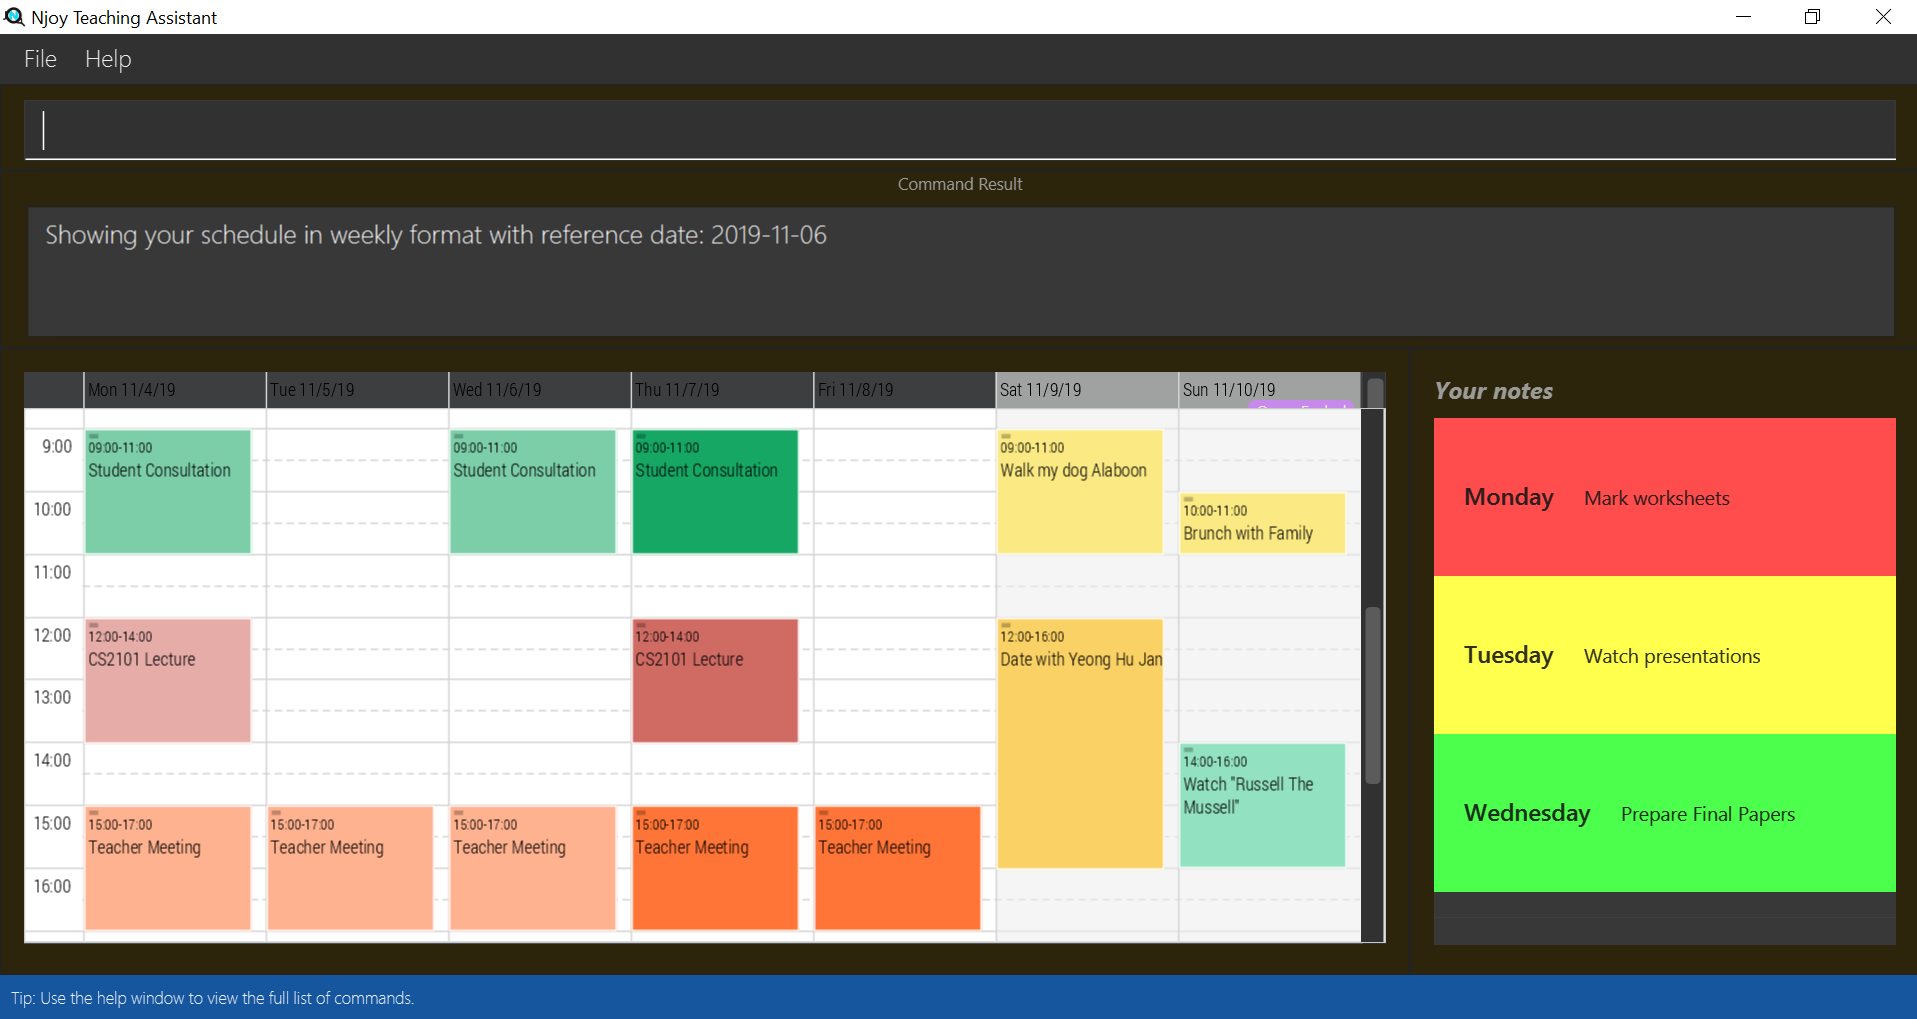 Njoy Teaching Assistant
File Help
Command Result
Showing your schedule in weekly format with reference date: 2019-11-06
Mon 11/4/19 Tue 11/5/19 Wed 11/6/19 Thu 11/7/19 Fri 11/8/19 Sat 11/9/19 Sun 11/10/19
9:00
10:00
11:00
12:00
13:00
14:00
15:00
16:00
09:00-11:00
Student Consultation
12:00-14:00
CS2101 Lecture
15:00-17:00
Teacher Meeting
15:00-17:00
Teacher Meeting
09:00-11:00
Student Consultation
15:00-17:00
Teacher Meeting
09:00-11:00
Student Consultation
12:00-14:00
CS2101 Lecture
15:00-17:00
Teacher Meeting
15:00-17:00
Teacher Meeting
09:00-11:00
Walk my dog Alaboon
12:00-16:00
Date with Yeong Hu Jan
10:00-11:00
Brunch with Family
14:00-16:00
Watch "Russell The
Mussell"
Your notes
Monday Mark worksheets
Tuesday Watch presentations
Wednesday Prepare Final Papers
Tip: Use the help window to view the full list of commands.